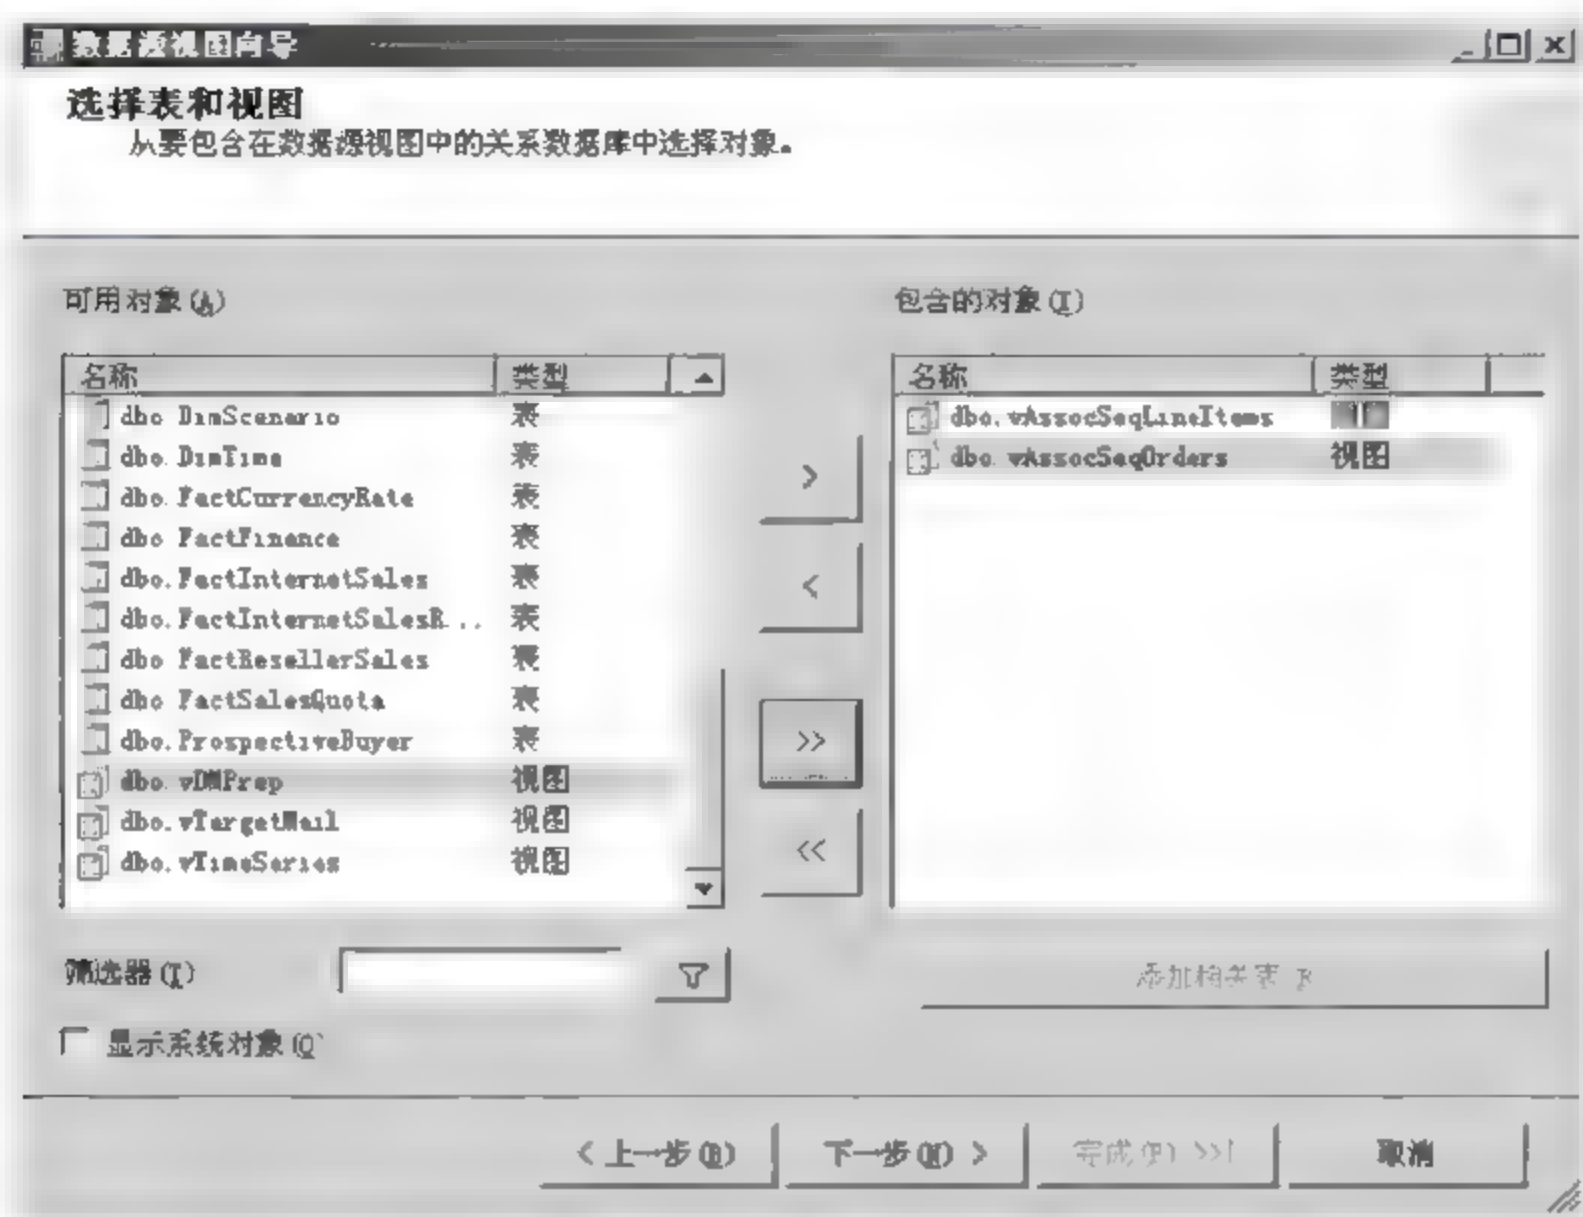 数据源视图向导
选择表和视图
从要包含在数据源视图中的关系数据库中选择对象。
可用对象(A)
名称 类型
dbo.DimScenario 表
dbo.DimTime 表
dbo.FactCurrencyRate 表
dbo.FactFinance 表
dbo.FactInternetSales 表
dbo.FactInternetSalesR... 表
dbo.FactResellerSales 表
dbo.FactSalesQuota 表
dbo.ProspectiveBuyer 表
dbo.vDMPrep 视图
dbo.vTargetMail 视图
dbo.vTimeSeries 视图
>
<
>>
<<
包含的对象(I)
名称 类型
dbo.vAssocSeqLineItems
dbo.vAssocSeqOrders 视图
筛选器(I)
添加相关表 R
显示系统对象(O)
< 上一步(B)
下一步(N) >
完成(F) >>|
取消